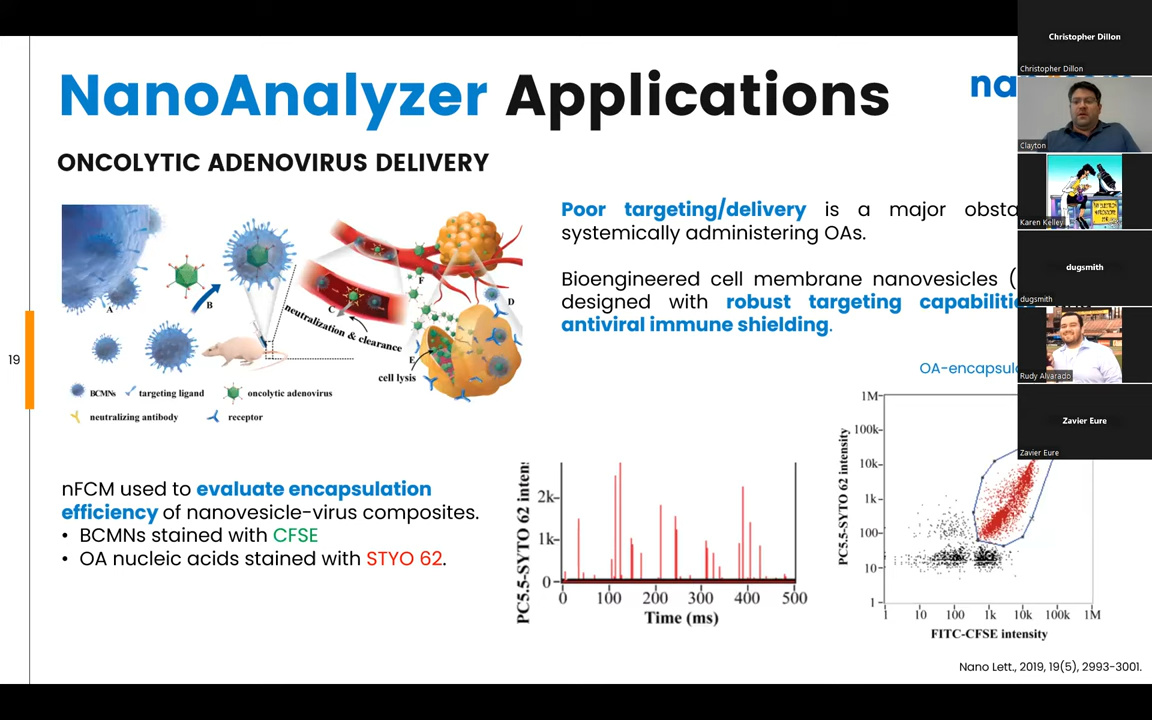 NanoAnalyzer Applications
ONCOLYTIC ADENOVIRUS DELIVERY
Poor targeting/delivery is a major
systemically administering OAs.
Bioengineered cell membrane nanovesicles (
designed with robust targeting
antiviral immune shielding.
A
B
C
D
E
F
neutralization & clearance
cell lysis
BCMNs
targeting ligand
oncolytic adenovirus
neutralizing antibody
receptor
19
nFCM used to evaluate encapsulation
efficiency of nanovesicle-virus composites.
• BCMNs stained with CFSE
• OA nucleic acids stained with STYO 62.
PC5.5-SYTO 62
2k
1k
0
0 100 200 300 400 500
Time (ms)
PC5.5-SYTO 62 intensity
1M
100k
10k
1k
100
10
1
1 10 100 1k 10k 100k 1M
FITC-CFSE intensity
Nano Lett., 2019, 19(5), 2993-3001.
Christopher Dillon
Christopher Dillon
Clayton
Karen Kelley
dugsmith
dugsmith
Rudy Alvarado
Zavier Eure
Zavier Eure